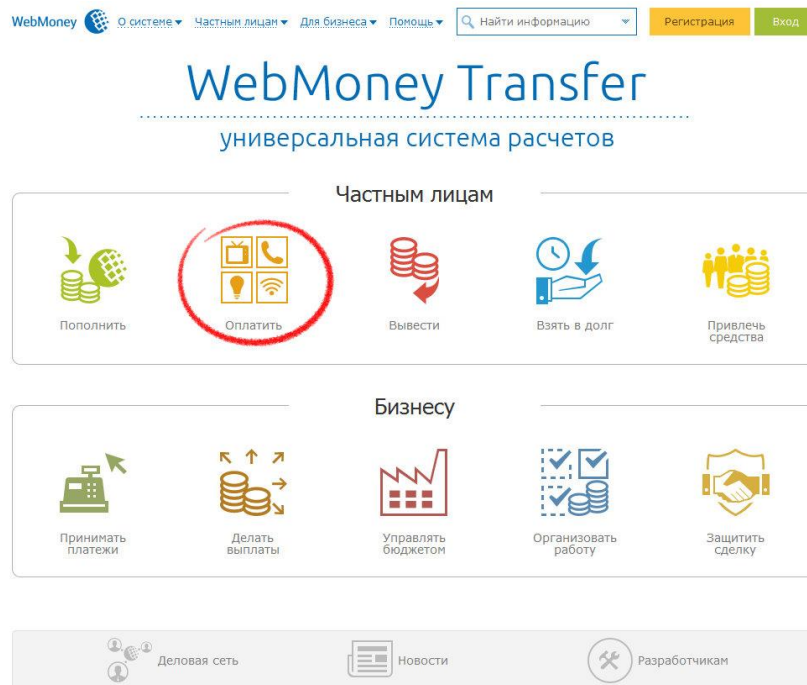 WebMoney О системе Частным лицам Для бизнеса Помощь Найти информацию Регистрация Вход
WebMoney Transfer
универсальная система расчетов
Частным лицам
Пополнить Оплатить Вывести Взять в долг Привлечь
средства
Бизнесу
Принимать Делать Управлять Организовать Защитить
платежи выплаты бюджетом работу сделку
Деловая сеть Новости Разработчикам